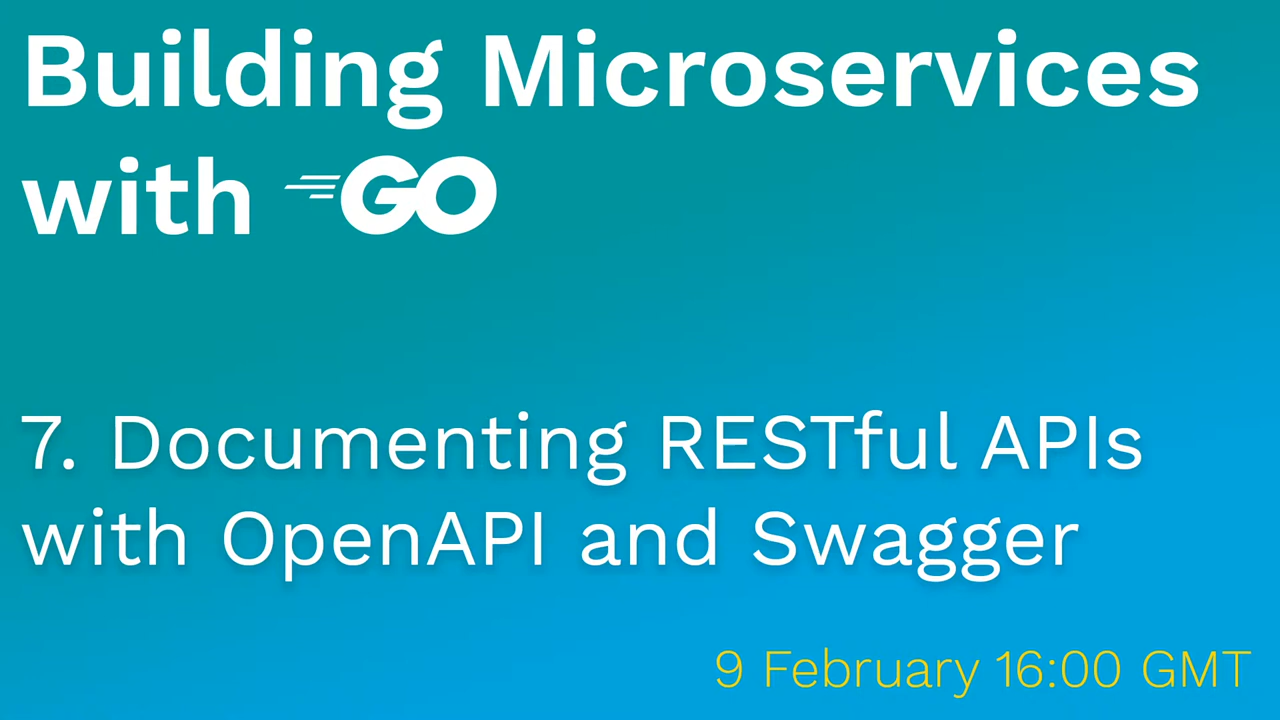 Building Microservices
with GO
7. Documenting RESTful APIs
with OpenAPI and Swagger
9 February 16:00 GMT